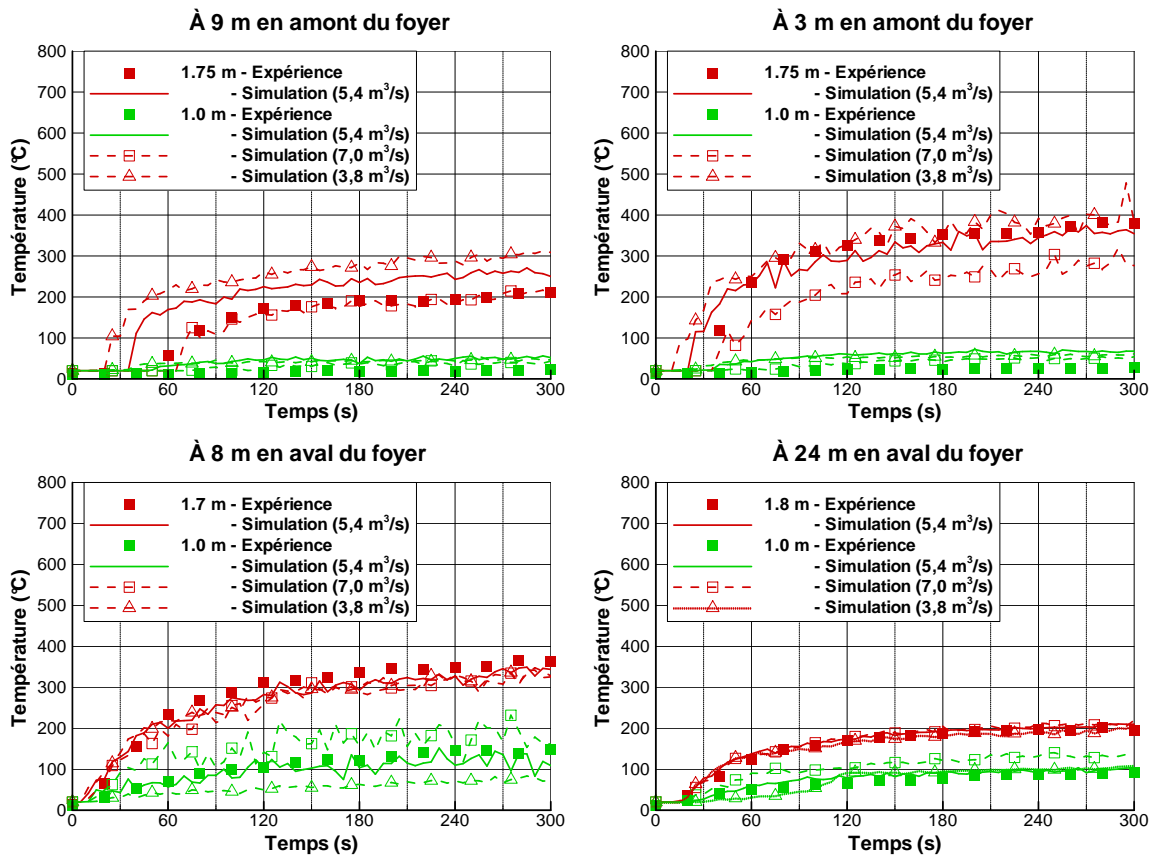 À 9 m en amont du foyer
800
700
600
500
400
300
200
100
0
Température (°C)
1.75 m - Expérience
- Simulation (5,4 m³/s)
1.0 m - Expérience
- Simulation (5,4 m³/s)
- Simulation (7,0 m³/s)
- Simulation (3,8 m³/s)
0 60 120 180 240 300
Temps (s)
À 3 m en amont du foyer
800
700
600
500
400
300
200
100
0
Température (°C)
1.75 m - Expérience
- Simulation (5,4 m³/s)
1.0 m - Expérience
- Simulation (5,4 m³/s)
- Simulation (7,0 m³/s)
- Simulation (3,8 m³/s)
0 60 120 180 240 300
Temps (s)
À 8 m en aval du foyer
800
700
600
500
400
300
200
100
0
Température (°C)
1.7 m - Expérience
- Simulation (5,4 m³/s)
1.0 m - Expérience
- Simulation (5,4 m³/s)
- Simulation (7,0 m³/s)
- Simulation (3,8 m³/s)
0 60 120 180 240 300
Temps (s)
À 24 m en aval du foyer
800
700
600
500
400
300
200
100
0
Température (°C)
1.8 m - Expérience
- Simulation (5,4 m³/s)
1.0 m - Expérience
- Simulation (5,4 m³/s)
- Simulation (7,0 m³/s)
- Simulation (3,8 m³/s)
0 60 120 180 240 300
Temps (s)